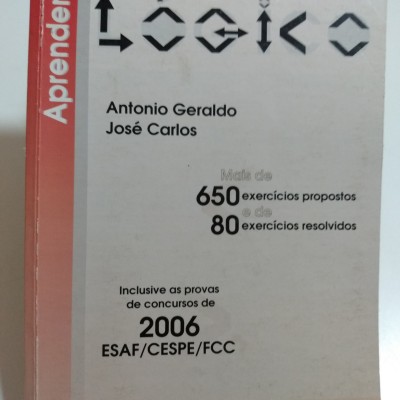 Aprender
LÓGICO
Antonio Geraldo
José Carlos
Mais de
650 exercícios propostos
e de
80 exercícios resolvidos
Inclusive as provas
de concursos de
2006
ESAF/CESPE/FCC